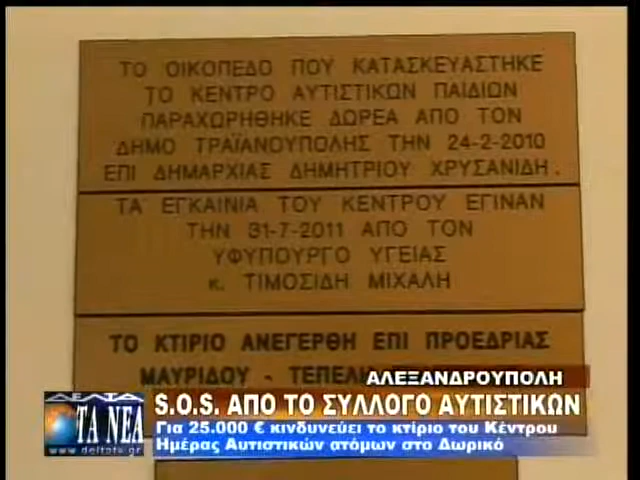 ΤΟ ΟΙΚΟΠΕΔΟ ΠΟΥ ΚΑΤΑΣΚΕΥΑΣΤΗΚΕ
ΤΟ ΚΕΝΤΡΟ ΑΥΤΙΣΤΙΚΩΝ ΠΑΙΔΙΩΝ
ΠΑΡΑΧΩΡΗΘΗΚΕ ΔΩΡΕΑ ΑΠΟ ΤΟΝ
ΔΗΜΟ ΤΡΑΪΑΝΟΥΠΟΛΗΣ ΤΗΝ 24-2-2010
ΕΠΙ ΔΗΜΑΡΧΙΑΣ ΔΗΜΗΤΡΙΟΥ ΧΡΥΣΑΝΙΔΗ.
ΤΑ ΕΓΚΑΙΝΙΑ ΤΟΥ ΚΕΝΤΡΟΥ ΕΓΙΝΑΝ
ΤΗΝ 31-7-2011 ΑΠΟ ΤΟΝ
ΥΦΥΠΟΥΡΓΟ ΥΓΕΙΑΣ
κ. ΤΙΜΟΣΙΔΗ ΜΙΧΑΛΗ
ΤΟ ΚΤΙΡΙΟ ΑΝΕΓΕΡΘΗ ΕΠΙ ΠΡΟΕΔΡΙΑΣ
ΜΑΥΡΙΔΟΥ -
ΑΛΕΞΑΝΔΡΟΥΠΟΛΗ
ΔΕΛΤΑ
ΤΑ ΝΕΑ
www.deltatv.gr
S.O.S. ΑΠΟ ΤΟ ΣΥΛΛΟΓΟ ΑΥΤΙΣΤΙΚΩΝ
Για 25.000 € κινδυνεύει το κτίριο του Κέντρου
Ημέρας Αυτιστικών ατόμων στο Δωρικό